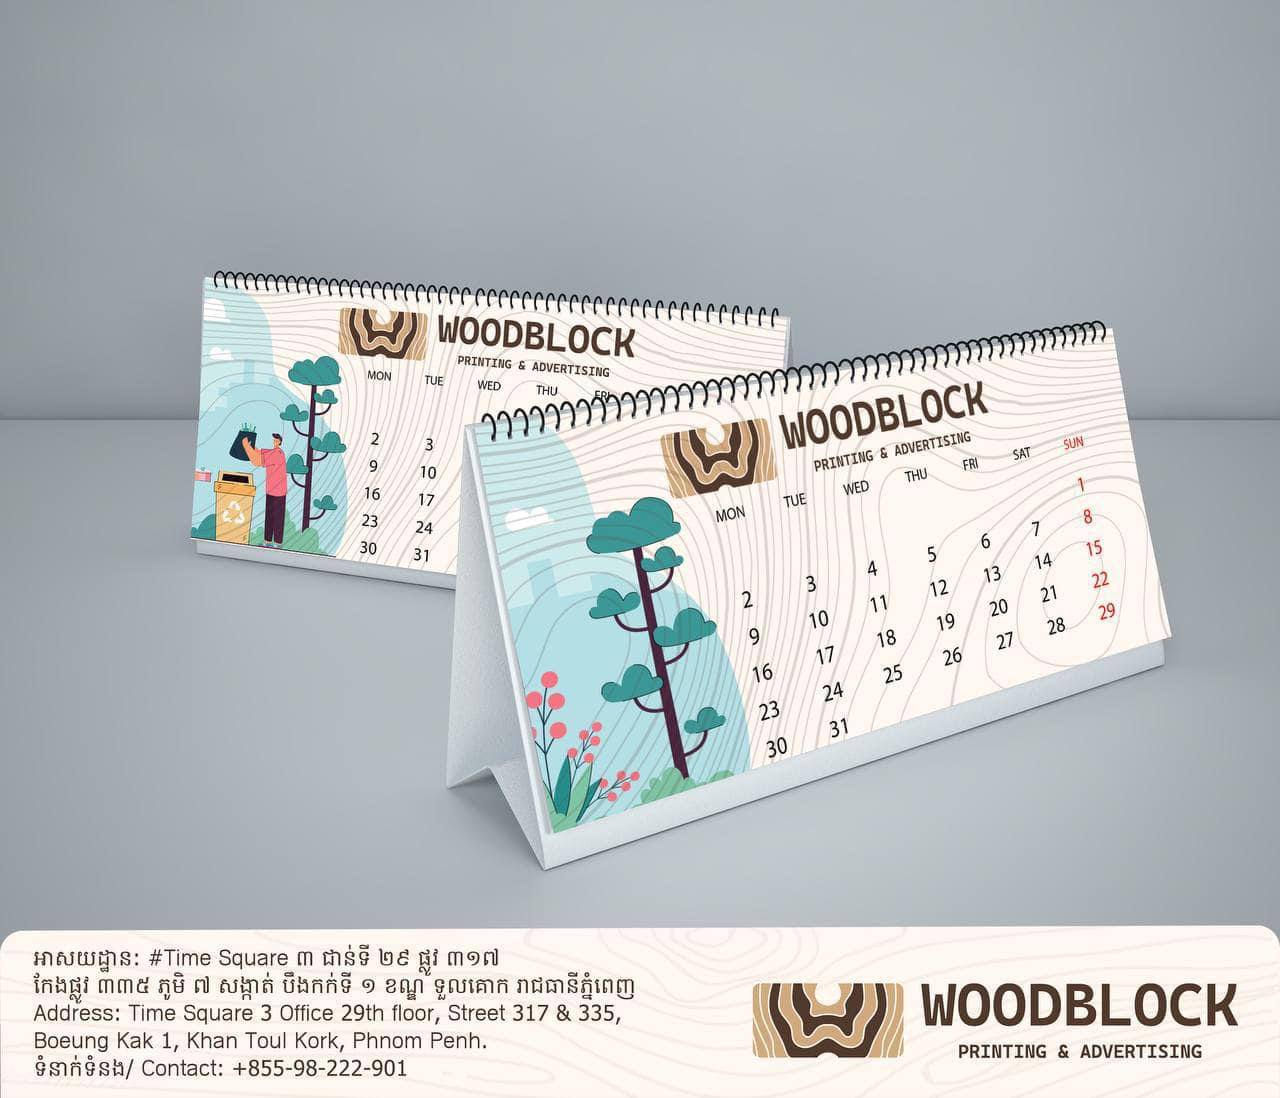 WOODBLOCK
PRINTING & ADVERTISING
MON TUE WED THU
2 3
9 10
16 17
23 24
30 31
WOODBLOCK
PRINTING & ADVERTISING
MON TUE WED THU FRI SAT SUN
1
2 3 4 5 6 7 8
9 10 11 12 13 14 15
16 17 18 19 20 21 22
23 24 25 26 27 28 29
30 31
អាសយដ្ឋាន: #Time Square ៣ ជាន់ទី ២៩ ផ្លូវ ៣១៧
កែងផ្លូវ ៣៣៥ ភូមិ ៧ សង្កាត់ បឹងកក់ទី ១ ខណ្ឌ ទួលគោក រាជធានីភ្នំពេញ
Address: Time Square 3 Office 29th floor, Street 317 & 335,
Boeung Kak 1, Khan Toul Kork, Phnom Penh.
ទំនាក់ទំនង/ Contact: +855-98-222-901
WOODBLOCK
PRINTING & ADVERTISING